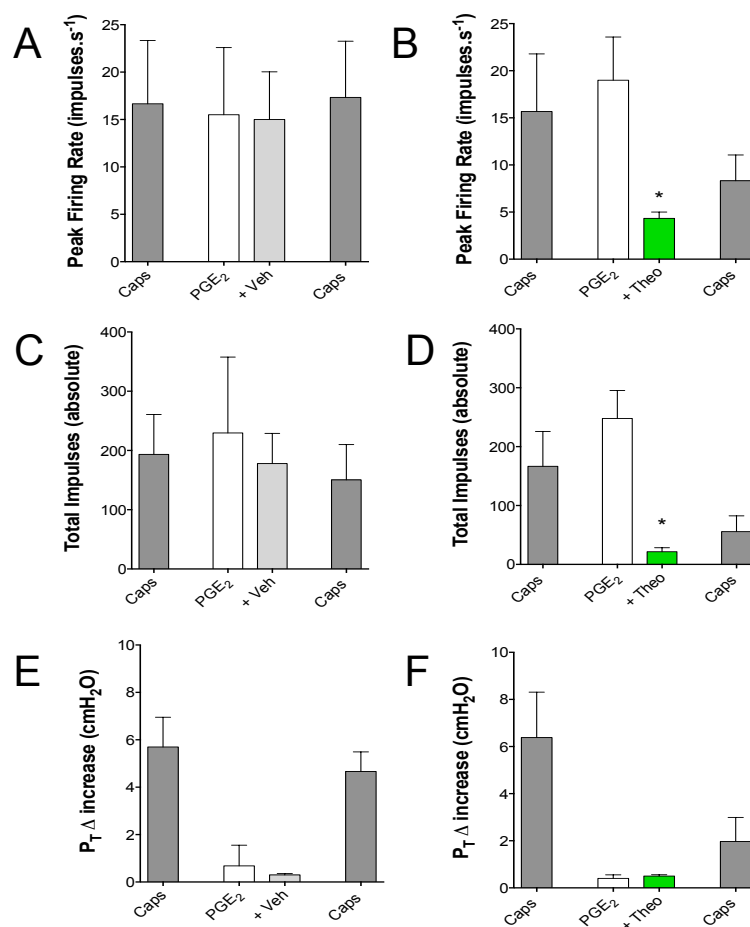 A
Peak Firing Rate (impulses.s⁻¹)
25
20
15
10
5
0
Caps
PGE₂
+ Veh
Caps
B
Peak Firing Rate (impulses.s⁻¹)
25
20
15
10
5
0
*
Caps
PGE₂
+ Theo
Caps
C
Total Impulses (absolute)
400
300
200
100
0
Caps
PGE₂
+ Veh
Caps
D
Total Impulses (absolute)
400
300
200
100
0
*
Caps
PGE₂
+ Theo
Caps
E
P_T Δ increase (cmH₂O)
10
8
6
4
2
0
Caps
PGE₂
+ Veh
Caps
F
P_T Δ increase (cmH₂O)
10
8
6
4
2
0
Caps
PGE₂
+ Theo
Caps